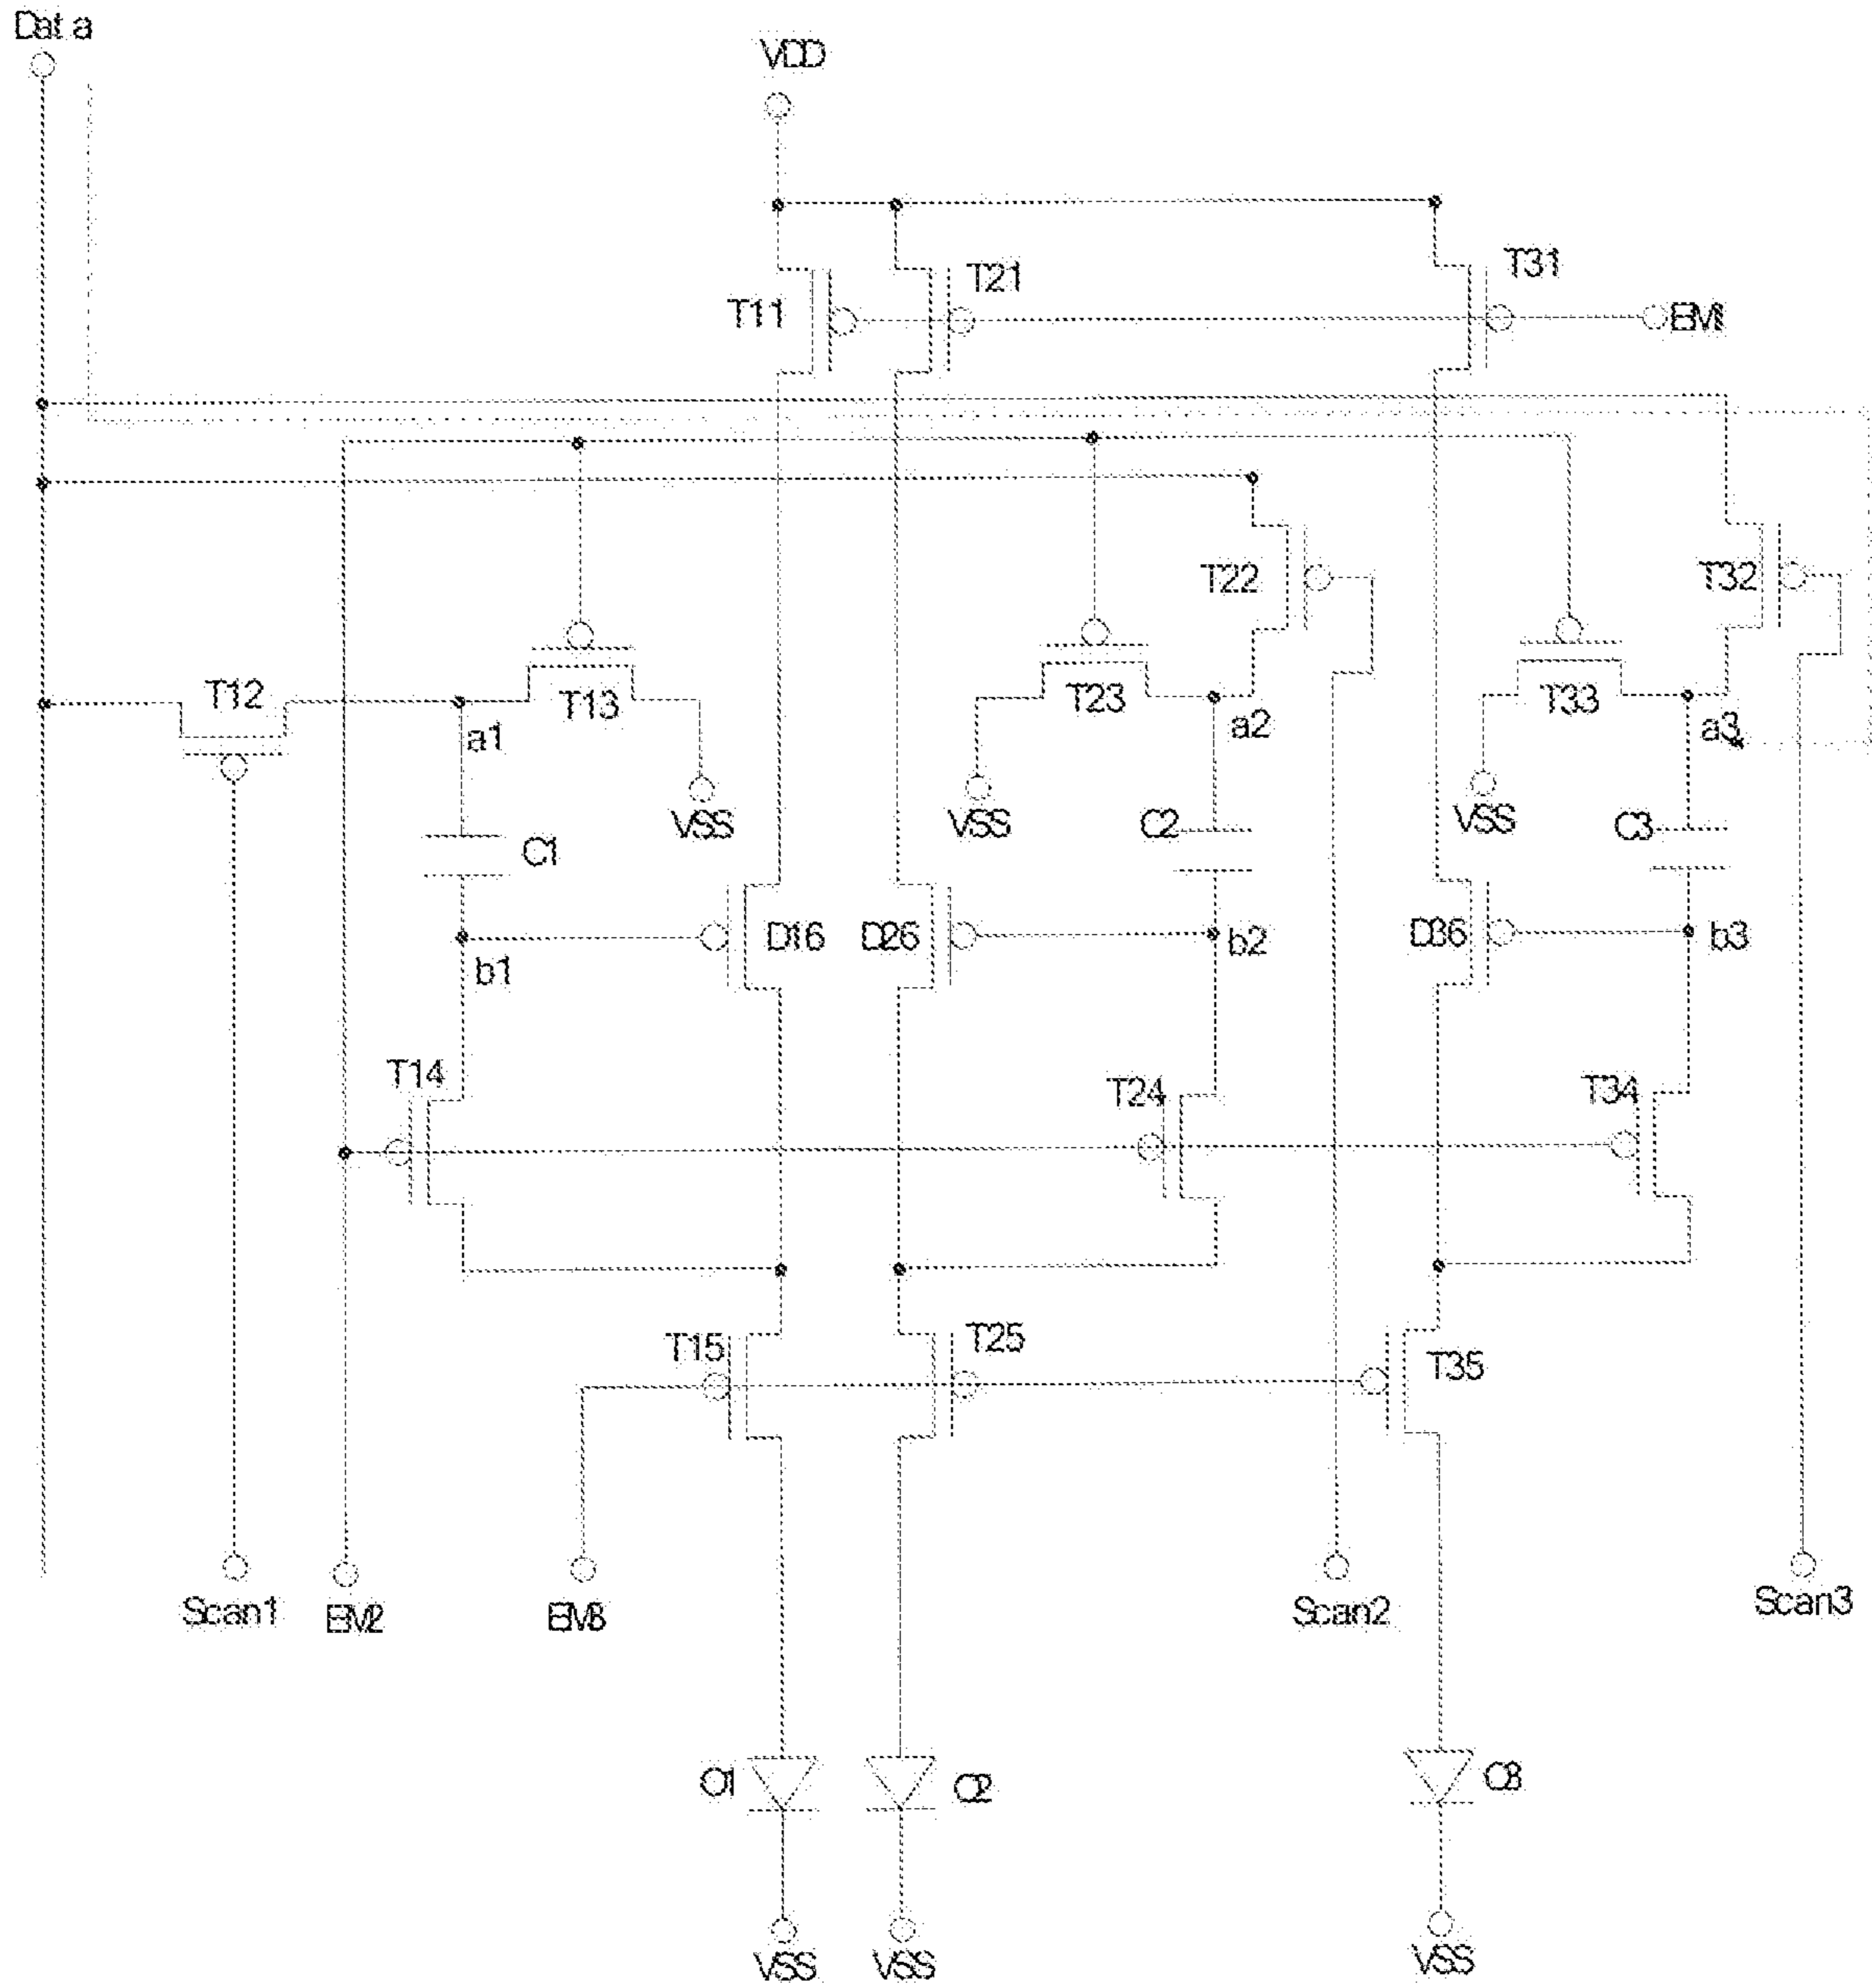 Data
VDD
T21
T31
T11
EM1
T22
T32
T12
T13
T23
T33
a1
a2
a3
VSS
VSS
VSS
C1
C2
C3
D16
D26
D36
b1
b2
b3
T14
T24
T34
T15
T25
T35
Scan1
EM2
EM3
Scan2
Scan3
O1
O2
O3
VSS
VSS
VSS